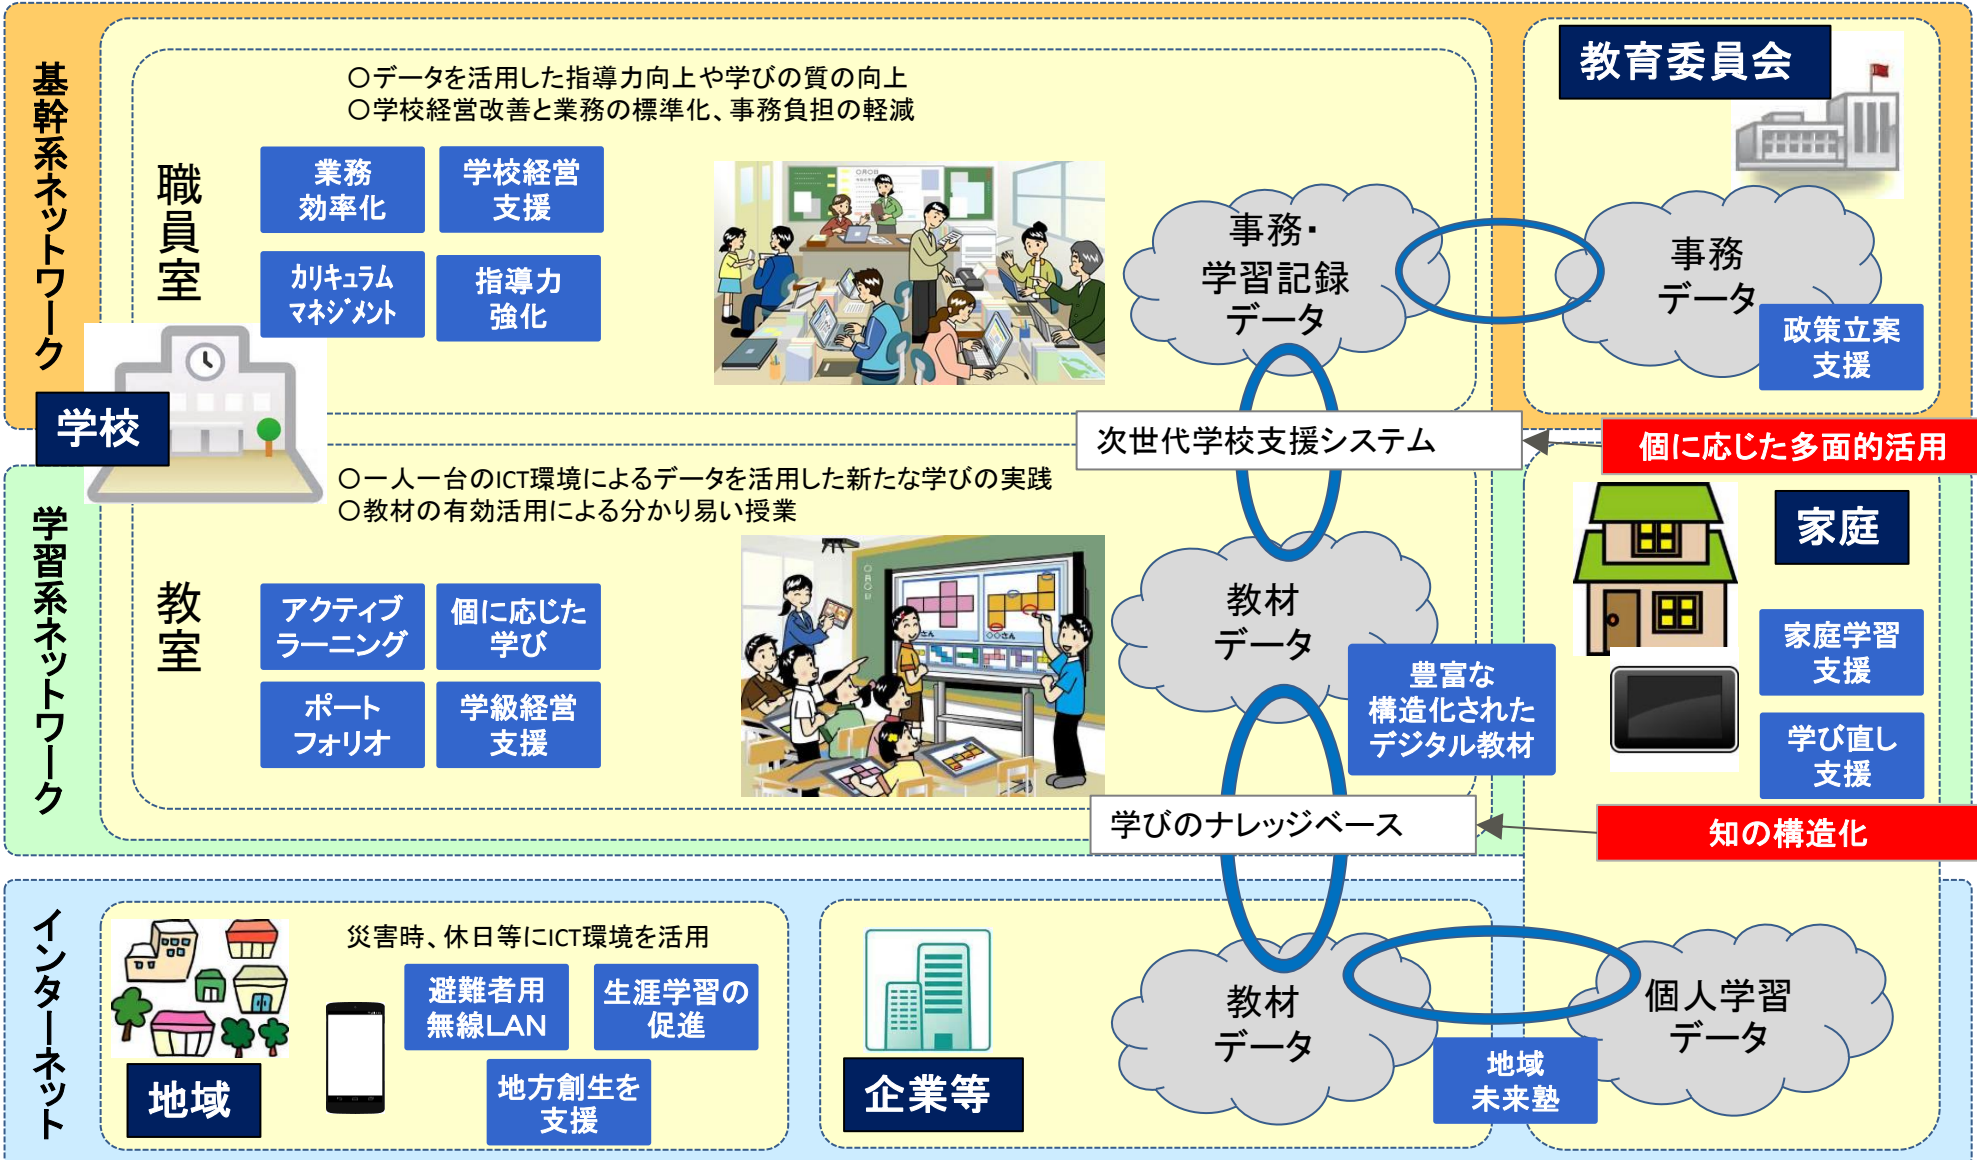 基幹系ネットワーク
○データを活用した指導力向上や学びの質の向上
○学校経営改善と業務の標準化、事務負担の軽減
職員室
業務
効率化
学校経営
支援
カリキュラム
マネジメント
指導力
強化
事務・
学習記録
データ
教育委員会
事務
データ
政策立案
支援
学校
次世代学校支援システム
個に応じた多面的活用
学習系ネットワーク
○一人一台のICT環境によるデータを活用した新たな学びの実践
○教材の有効活用による分かり易い授業
教室
アクティブ
ラーニング
個に応じた
学び
ポート
フォリオ
学級経営
支援
教材
データ
豊富な
構造化された
デジタル教材
家庭
家庭学習
支援
学び直し
支援
学びのナレッジベース
知の構造化
インターネット
災害時、休日等にICT環境を活用
避難者用
無線LAN
生涯学習の
促進
地方創生を
支援
地域
企業等
教材
データ
地域
未来塾
個人学習
データ